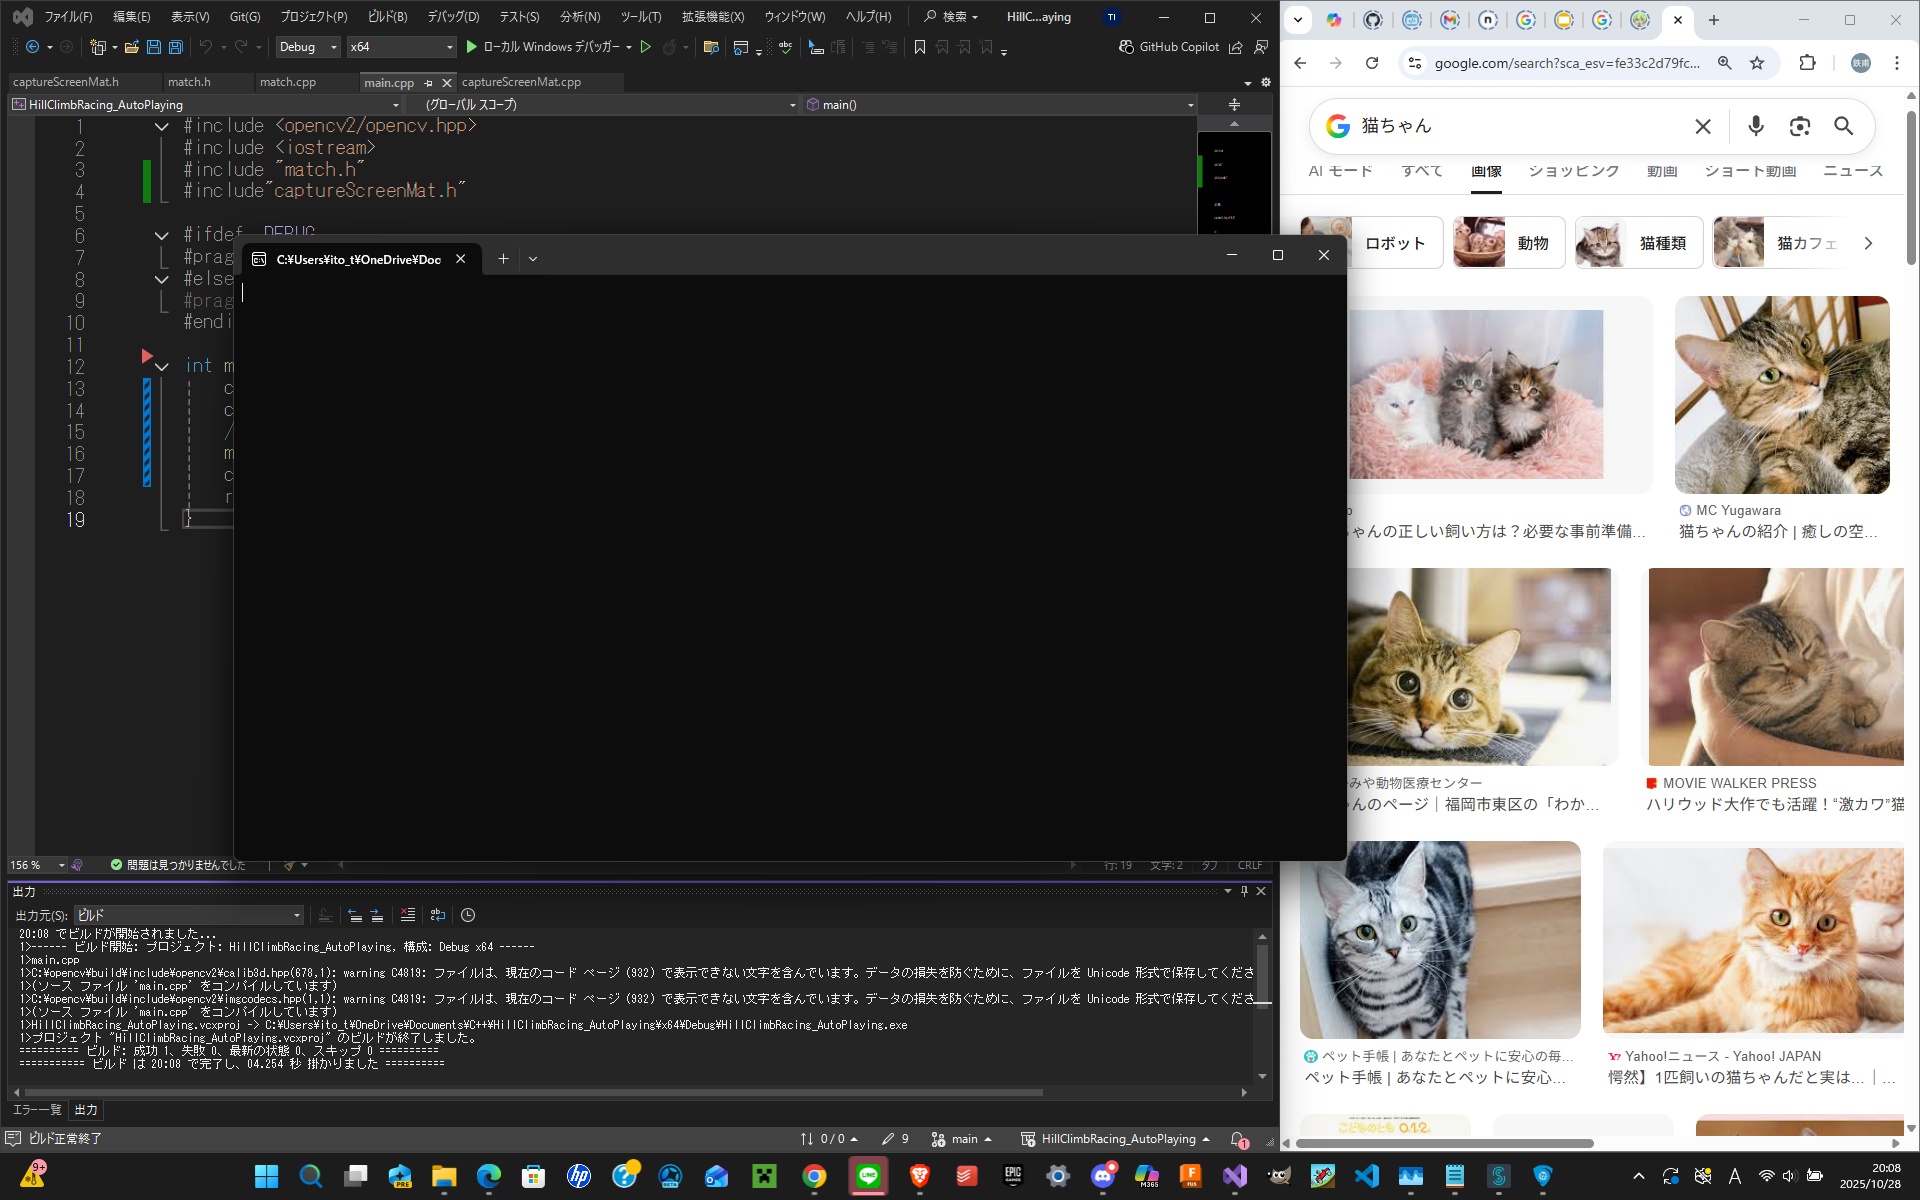 ファイル(F) 編集(E) 表示(V) Git(G) プロジェクト(P) ビルド(B) デバッグ(D) テスト(S) 分析(N) ツール(T) 拡張機能(X) ウィンドウ(W) ヘルプ(H) 検索 HillC...aying TI
Debug x64 ローカル Windows デバッガー GitHub Copilot
captureScreenMat.h match.h match.cpp main.cpp captureScreenMat.cpp
HillClimbRacing_AutoPlaying (グローバル スコープ) main()
1 #include <opencv2/opencv.hpp>
2 #include <iostream>
3 #include "match.h"
4 #include"captureScreenMat.h"
5
6 #ifdef _DEBUG
7 #prag
8 #else
9 #prag
10 #endi
11
12 int m
13 c
14 c
15 /
16 m
17 c
18 r
19 }
C:¥Users¥ito_t¥OneDrive¥Doc
156 % 問題は見つかりませんでした 行: 19 文字: 2 タブ CRLF
出力
出力元(S): ビルド
20:08 でビルドが開始されました...
1>------ ビルド開始: プロジェクト: HillClimbRacing_AutoPlaying, 構成: Debug x64 ------
1>main.cpp
1>C:¥opencv¥build¥include¥opencv2¥calib3d.hpp(678,1): warning C4819: ファイルは、現在のコード ページ (932) で表示できない文字を含んでいます。データの損失を防ぐために、ファイルを Unicode 形式で保存してくださ
1>(ソース ファイル 'main.cpp' をコンパイルしています)
1>C:¥opencv¥build¥include¥opencv2¥imgcodecs.hpp(1,1): warning C4819: ファイルは、現在のコード ページ (932) で表示できない文字を含んでいます。データの損失を防ぐために、ファイルを Unicode 形式で保存してくださ
1>(ソース ファイル 'main.cpp' をコンパイルしています)
1>HillClimbRacing_AutoPlaying.vcxproj -> C:¥Users¥ito_t¥OneDrive¥Documents¥C++¥HillClimbRacing_AutoPlaying¥x64¥Debug¥HillClimbRacing_AutoPlaying.exe
1>プロジェクト "HillClimbRacing_AutoPlaying.vcxproj" のビルドが終了しました。
========== ビルド: 成功 1、失敗 0、最新の状態 0、スキップ 0 ==========
=========== ビルド は 20:08 で完了し、04.254 秒 掛かりました ==========
エラー一覧 出力
ビルド正常終了 0 / 0 9 main HillClimbRacing_AutoPlaying 1
google.com/search?sca_esv=fe33c2d79fc... 鉄甫
猫ちゃん
AI モード すべて 画像 ショッピング 動画 ショート動画 ニュース
ロボット 動物 猫種類 猫カフェ
MC Yugawara
ゃんの正しい飼い方は？必要な事前準備...
猫ちゃんの紹介 | 癒しの空...
みや動物医療センター
MOVIE WALKER PRESS
んのページ｜福岡市東区の「わか...
ハリウッド大作でも活躍！“激カワ”猫
ペット手帳 | あなたとペットに安心の毎...
Yahoo!ニュース - Yahoo! JAPAN
ペット手帳 | あなたとペットに安心...
愕然】1匹飼いの猫ちゃんだと実は...｜...
こどものとも 0.1.2.
9+ PRE hp BETA LINE EPIC GAMES M365 F FUS S A
20:08
2025/10/28